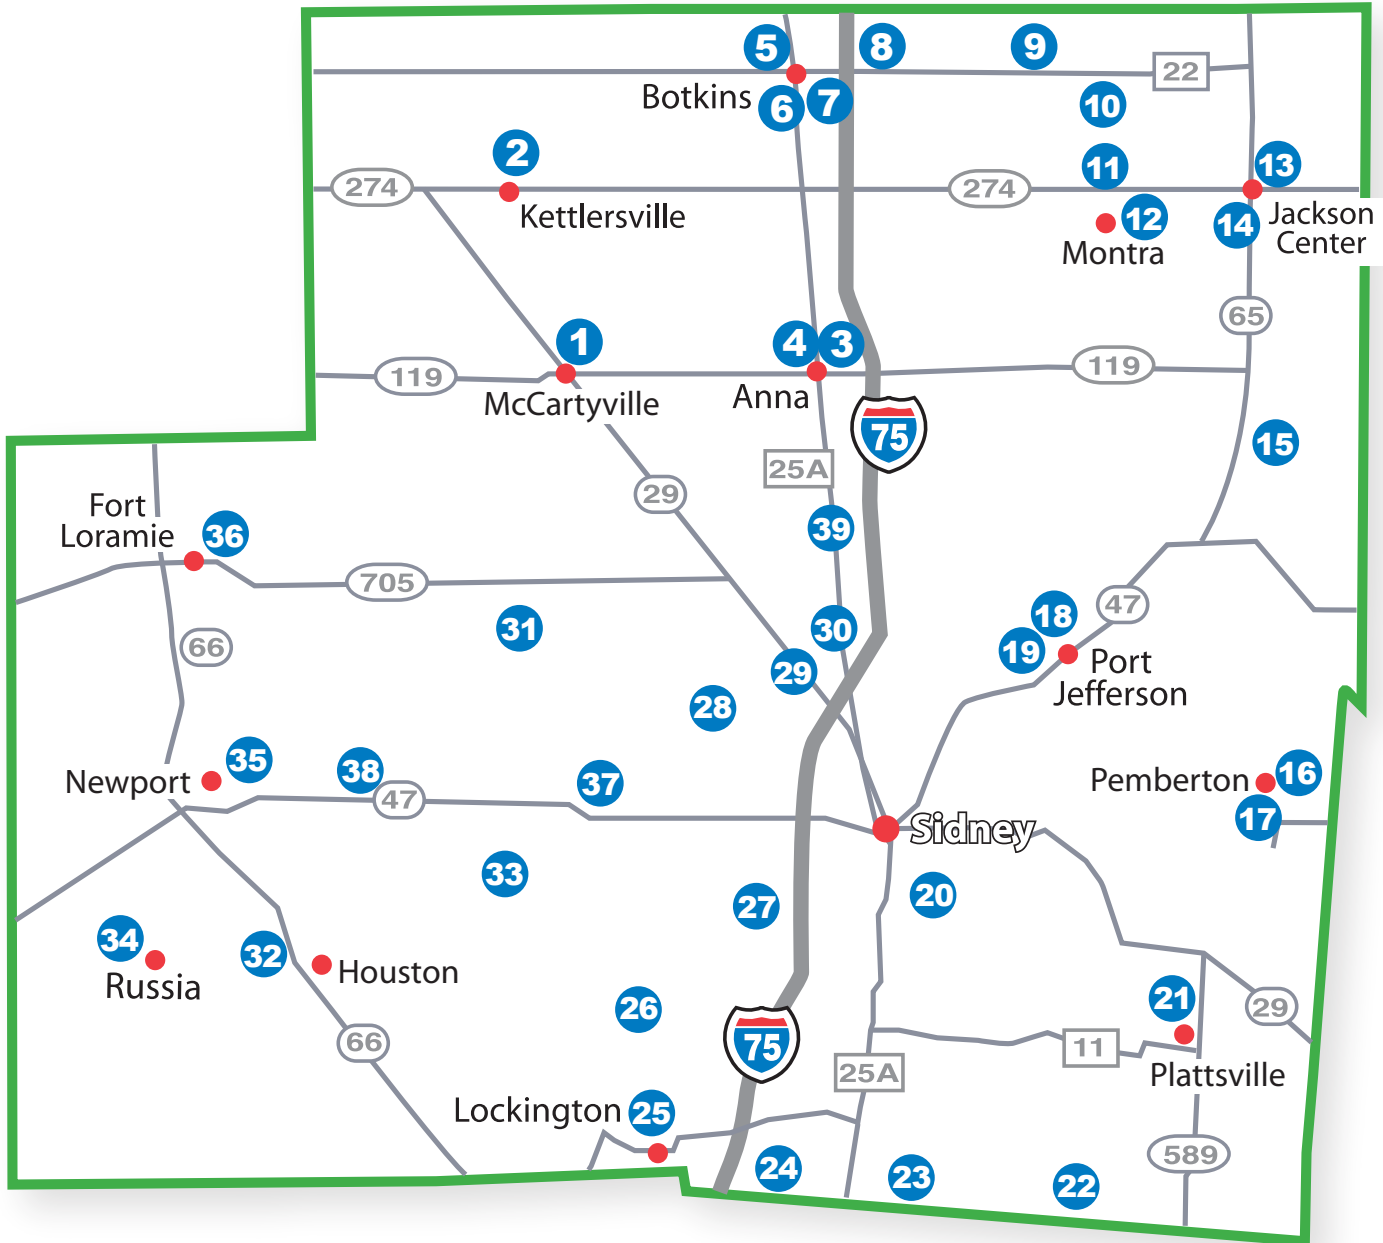 5
8
9
22
Botkins
6
7
10
2
11
13
274
274
Kettlersville
12
14
Jackson
Center
Montra
65
1
4
3
119
119
McCartyville
Anna
75
15
25A
29
Fort
Loramie
36
39
705
47
31
30
18
66
19
29
Port
Jefferson
28
35
38
37
Newport
47
Pemberton
16
17
Sidney
33
20
27
34
32
Houston
Russia
26
21
29
66
75
11
25A
Plattsville
Lockington
25
24
23
22
589